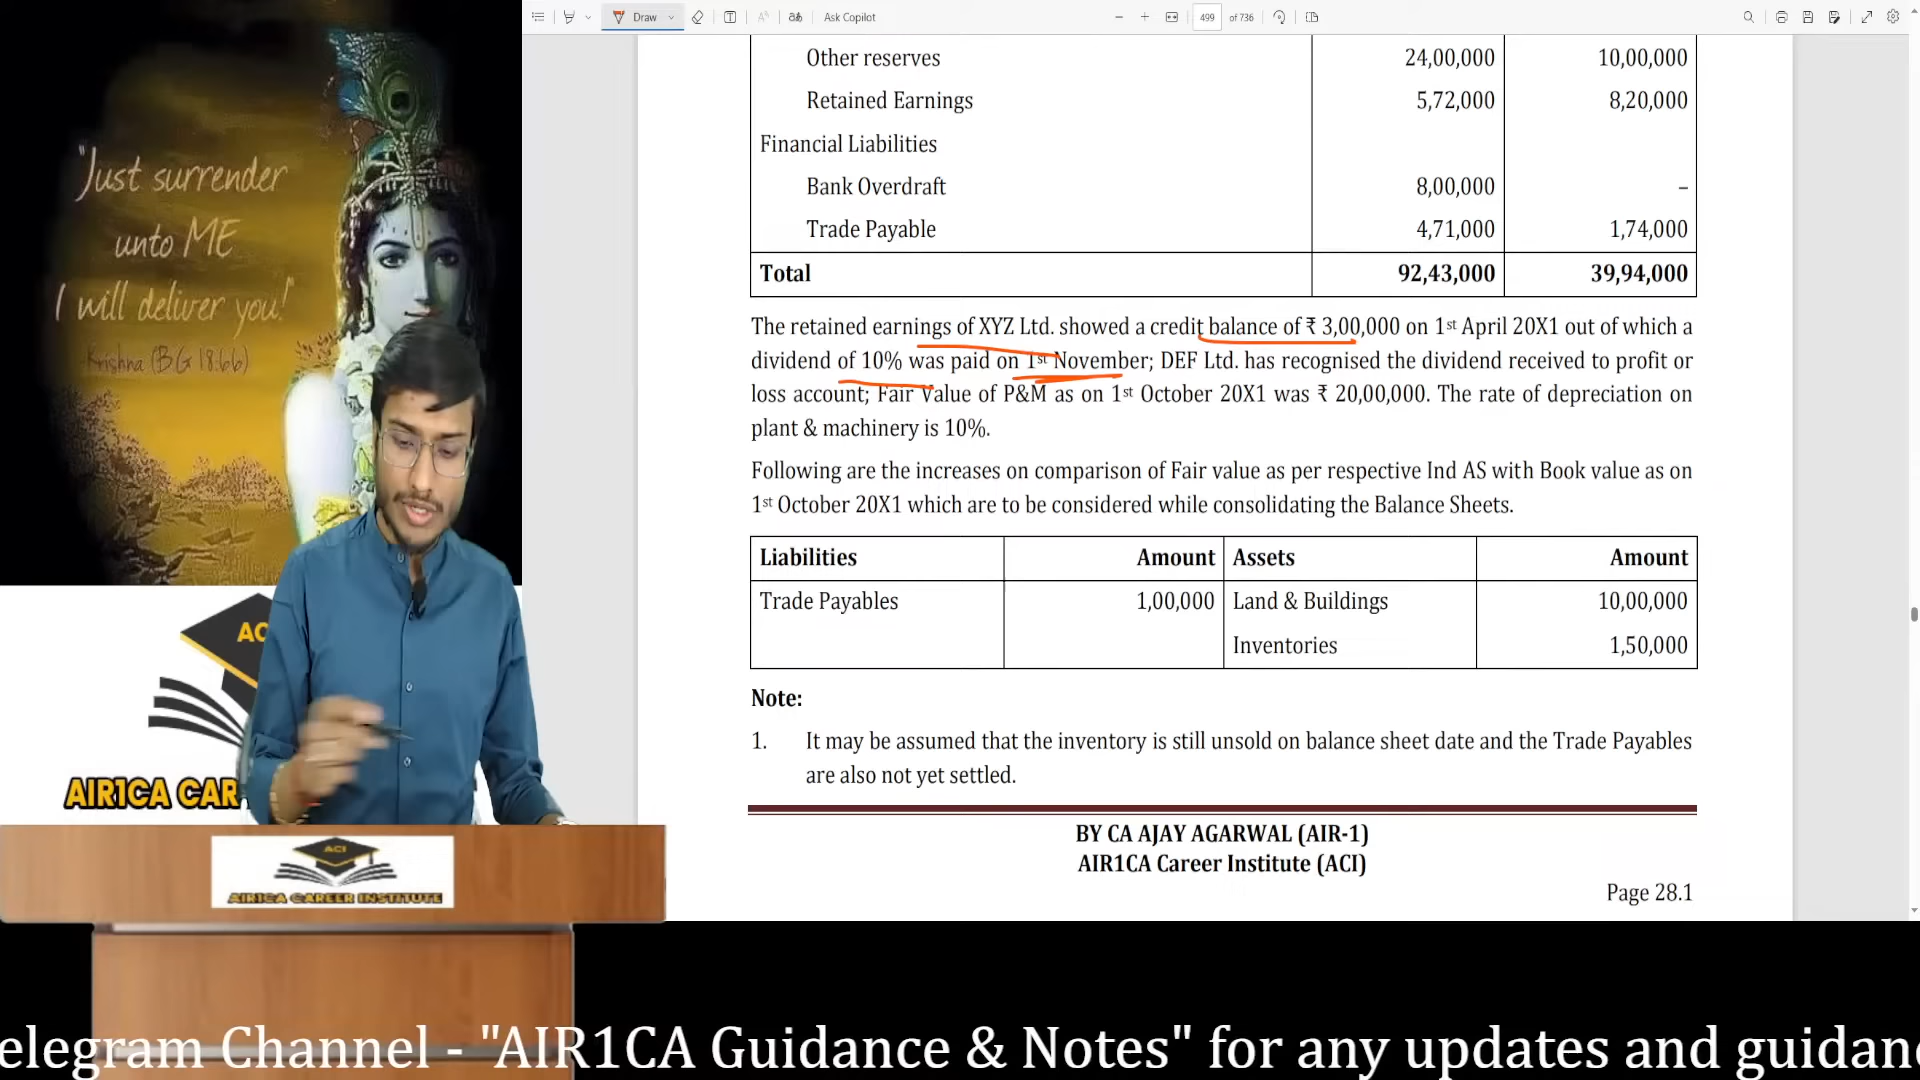 Draw
Ask Copilot
499 of 736
"Just surrender
unto ME
I will deliver you!"
-Krishna (B.G 18.66)
Other reserves 24,00,000 10,00,000
Retained Earnings 5,72,000 8,20,000
Financial Liabilities
Bank Overdraft 8,00,000 –
Trade Payable 4,71,000 1,74,000
Total 92,43,000 39,94,000
The retained earnings of XYZ Ltd. showed a credit balance of ₹ 3,00,000 on 1st April 20X1 out of which a
dividend of 10% was paid on 1st November; DEF Ltd. has recognised the dividend received to profit or
loss account; Fair Value of P&M as on 1st October 20X1 was ₹ 20,00,000. The rate of depreciation on
plant & machinery is 10%.
Following are the increases on comparison of Fair value as per respective Ind AS with Book value as on
1st October 20X1 which are to be considered while consolidating the Balance Sheets.
Liabilities Amount Assets Amount
Trade Payables 1,00,000 Land & Buildings 10,00,000
Inventories 1,50,000
Note:
1. It may be assumed that the inventory is still unsold on balance sheet date and the Trade Payables
are also not yet settled.
BY CA AJAY AGARWAL (AIR-1)
AIR1CA Career Institute (ACI)
Page 28.1
AC
AIR1CA CAR
ACI
AIR1CA CAREER INSTITUTE
elegram Channel - "AIR1CA Guidance & Notes" for any updates and guidan